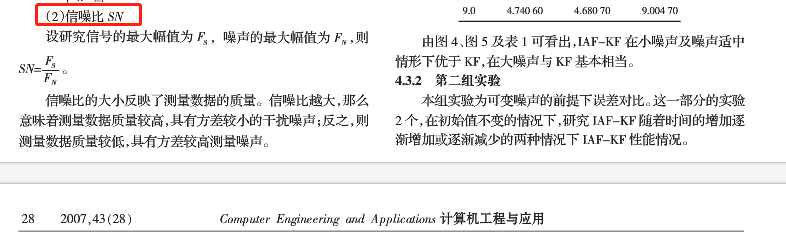 (2)信噪比 SN
设研究信号的最大幅值为 F_S，噪声的最大幅值为 F_N，则
SN=F_S/F_N。
信噪比的大小反映了测量数据的质量。信噪比越大，那么
意味着测量数据质量较高，具有方差较小的干扰噪声；反之，则
测量数据质量较低，具有方差较高测量噪声。
9.0 4.740 60 4.680 70 9.004 70
由图 4、图 5 及表 1 可看出，IAF-KF 在小噪声及噪声适中
情形下优于 KF，在大噪声与 KF 基本相当。
4.3.2 第二组实验
本组实验为可变噪声的前提下误差对比。这一部分的实验
2 个，在初始值不变的情况下，研究 IAF-KF 随着时间的增加逐
渐增加或逐渐减少的两种情况下 IAF-KF 性能情况。
28 2007,43(28) Computer Engineering and Applications 计算机工程与应用